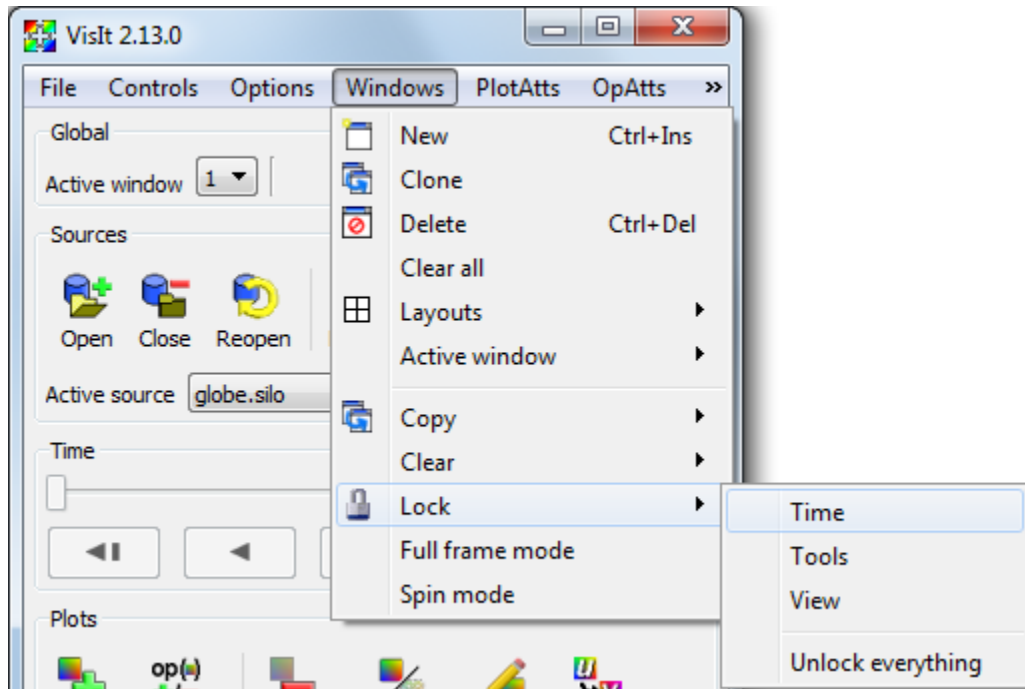 VisIt 2.13.0
File Controls Options Windows PlotAtts OpAtts »
Global
Active window 1
Sources
Open Close Reopen
Active source globe.silo
Time
Plots
op(=)
New Ctrl+Ins
Clone
Delete Ctrl+Del
Clear all
Layouts
Active window
Copy
Clear
Lock
Full frame mode
Spin mode
Time
Tools
View
Unlock everything